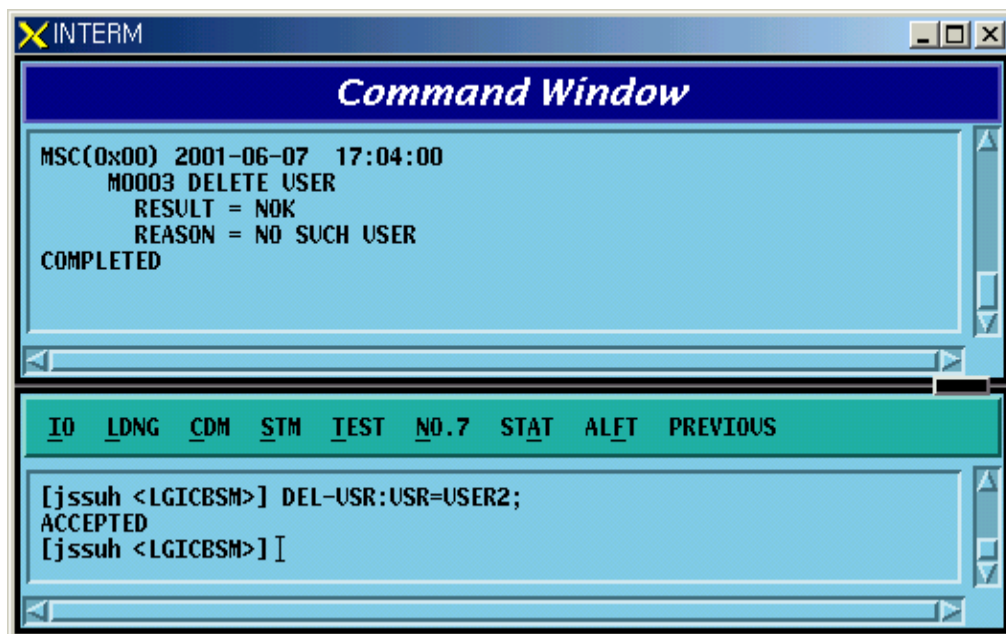 INTERM
Command Window
MSC(0x00) 2001-06-07 17:04:00
M0003 DELETE USER
RESULT = NOK
REASON = NO SUCH USER
COMPLETED
IO LDNG CDM STM TEST NO.7 STAT ALFT PREVIOUS
[jssuh <LGICBSM>] DEL-USR:USR=USER2;
ACCEPTED
[jssuh <LGICBSM>]